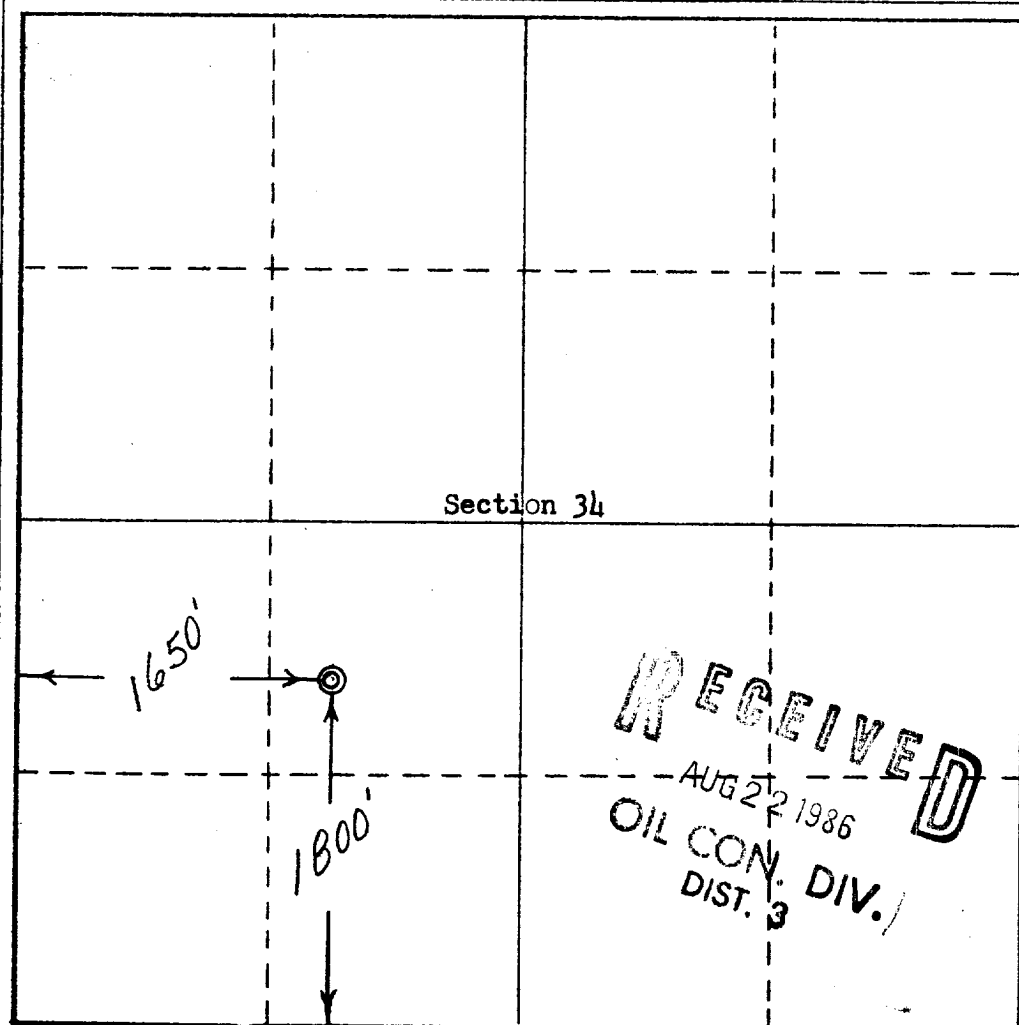 Section 34
1650'
1800'
RECEIVED
AUG 22 1986
OIL CON. DIV.
DIST. 3